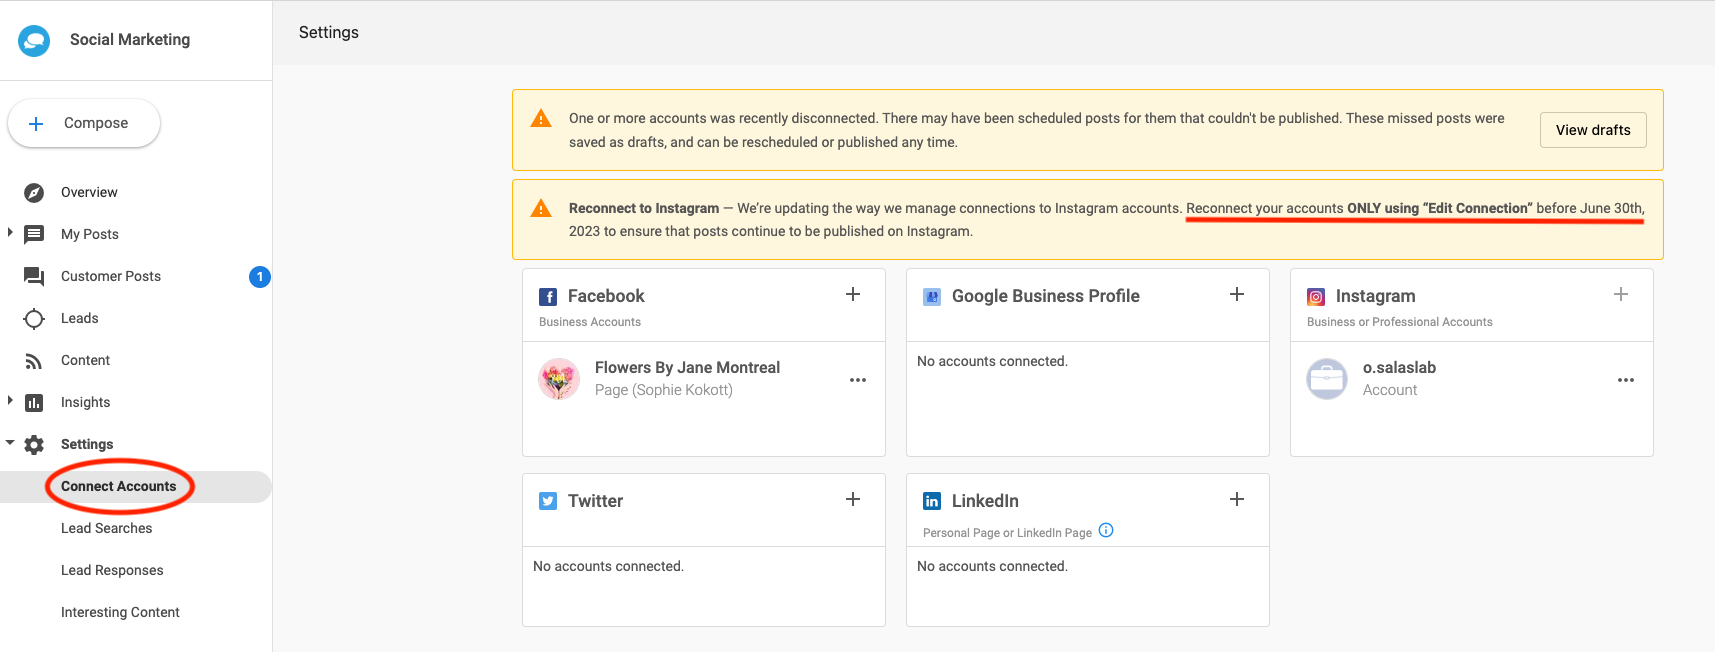 Social Marketing
Settings
Compose
Overview
My Posts
Customer Posts 1
Leads
Content
Insights
Settings
Connect Accounts
Lead Searches
Lead Responses
Interesting Content
One or more accounts was recently disconnected. There may have been scheduled posts for them that couldn't be published. These missed posts were
saved as drafts, and can be rescheduled or published any time.
View drafts
Reconnect to Instagram — We’re updating the way we manage connections to Instagram accounts. Reconnect your accounts ONLY using “Edit Connection” before June 30th,
2023 to ensure that posts continue to be published on Instagram.
Facebook
Business Accounts
Flowers By Jane Montreal
Page (Sophie Kokott)
Google Business Profile
No accounts connected.
Instagram
Business or Professional Accounts
o.salaslab
Account
Twitter
No accounts connected.
LinkedIn
Personal Page or LinkedIn Page
No accounts connected.